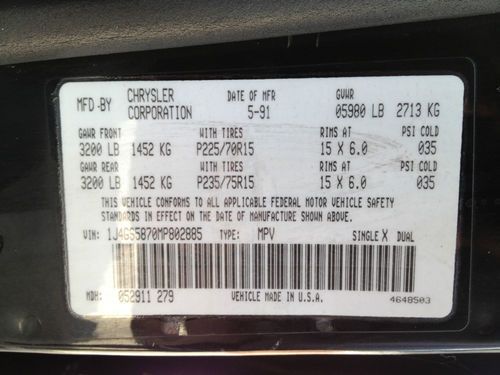 MFD BY CHRYSLER CORPORATION DATE OF MFR 5-91 GVWR 05980 LB 2713 KG
GAWR FRONT WITH TIRES RIMS AT PSI COLD
3200 LB 1452 KG P225/70R15 15 X 6.0 035
GAWR REAR WITH TIRES RIMS AT PSI COLD
3200 LB 1452 KG P235/75R15 15 X 6.0 035
THIS VEHICLE CONFORMS TO ALL APPLICABLE FEDERAL MOTOR VEHICLE SAFETY
STANDARDS IN EFFECT ON THE DATE OF MANUFACTURE SHOWN ABOVE.
VIN: 1J4GS5870MP802885 TYPE: MPV SINGLE X DUAL
MDH: 052911 279 VEHICLE MADE IN U.S.A. 4648503